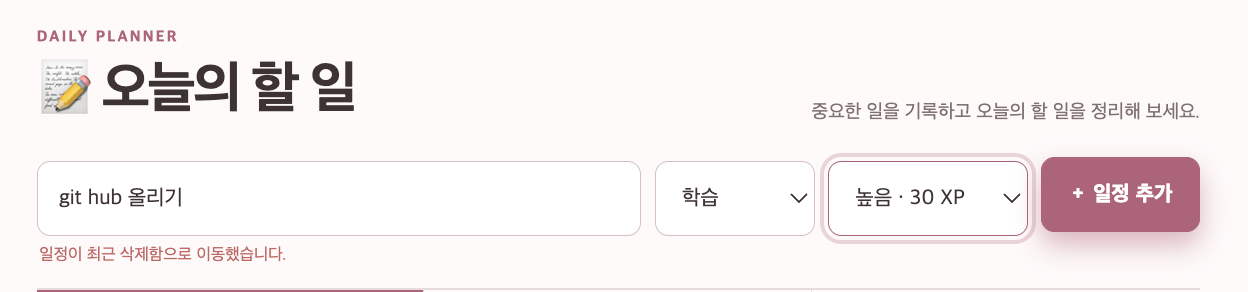 DAILY PLANNER
오늘의 할 일
중요한 일을 기록하고 오늘의 할 일을 정리해 보세요.
git hub 올리기
학습
높음 · 30 XP
+ 일정 추가
일정이 최근 삭제함으로 이동했습니다.